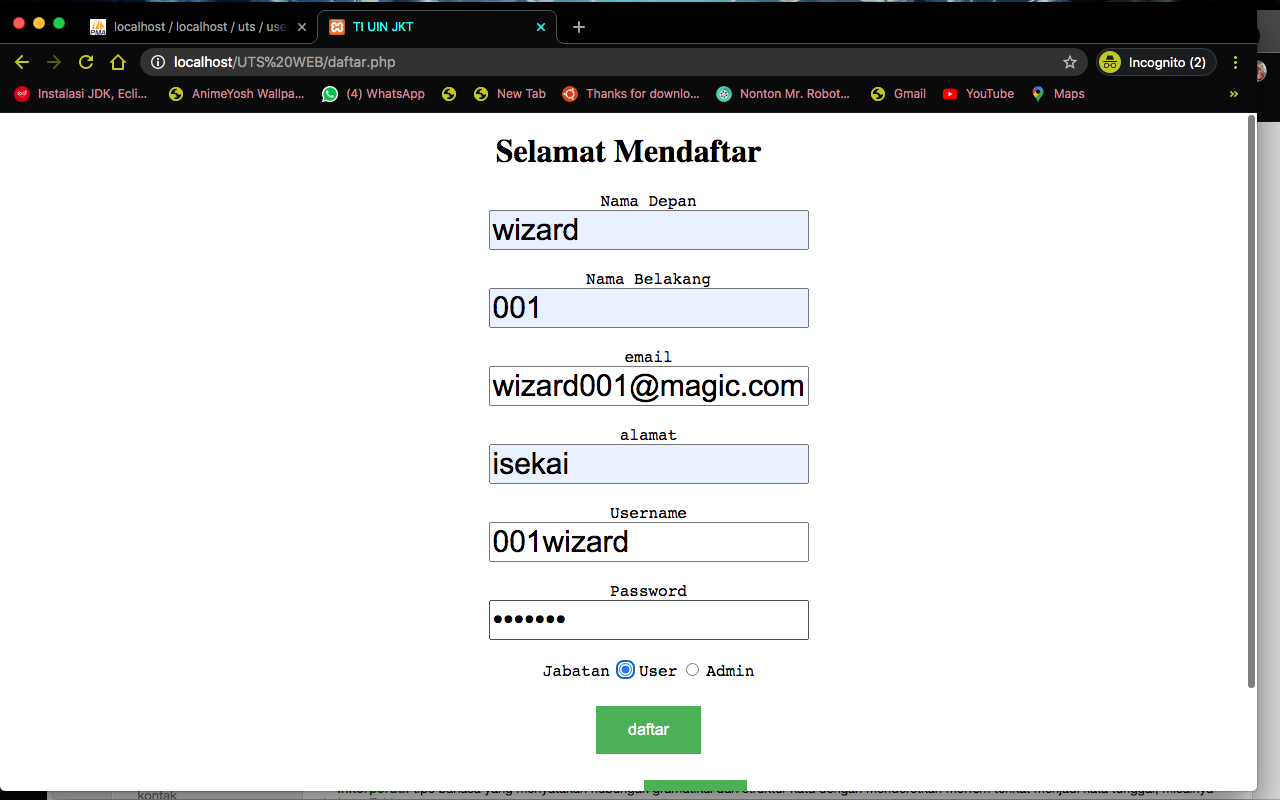 localhost / localhost / uts / use
TI UIN JKT
localhost/UTS%20WEB/daftar.php
Incognito (2)
Instalasi JDK, Ecli...
AnimeYosh Wallpa...
(4) WhatsApp
New Tab
Thanks for downlo...
Nonton Mr. Robot...
Gmail
YouTube
Maps
»
Selamat Mendaftar
Nama Depan
wizard
Nama Belakang
001
email
wizard001@magic.com
alamat
isekai
Username
001wizard
Password
•••••••
Jabatan User Admin
daftar
kontak